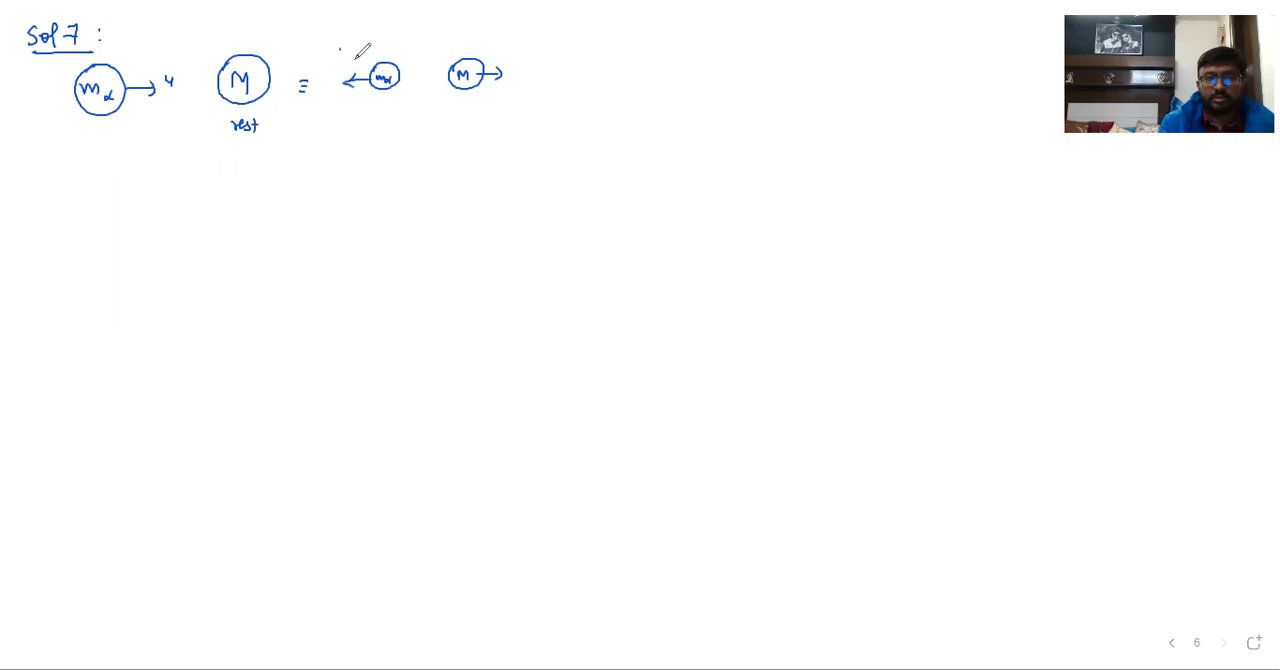 Sol 7 :
mα → u M ≡ ← mα M →
rest
6